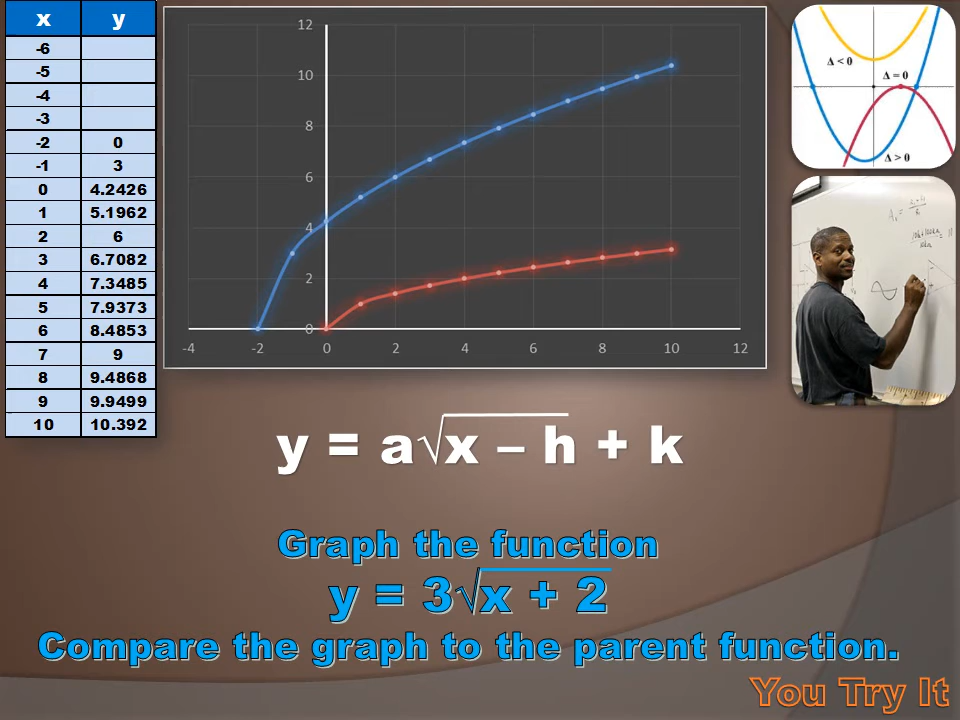 x y
-6
-5
-4
-3
-2 0
-1 3
0 4.2426
1 5.1962
2 6
3 6.7082
4 7.3485
5 7.9373
6 8.4853
7 9
8 9.4868
9 9.9499
10 10.392
12
10
8
6
4
2
0
-4 -2 0 2 4 6 8 10 12
Δ < 0
Δ = 0
Δ > 0
y = a√x – h + k
Graph the function
y = 3√x + 2
Compare the graph to the parent function.
You Try It